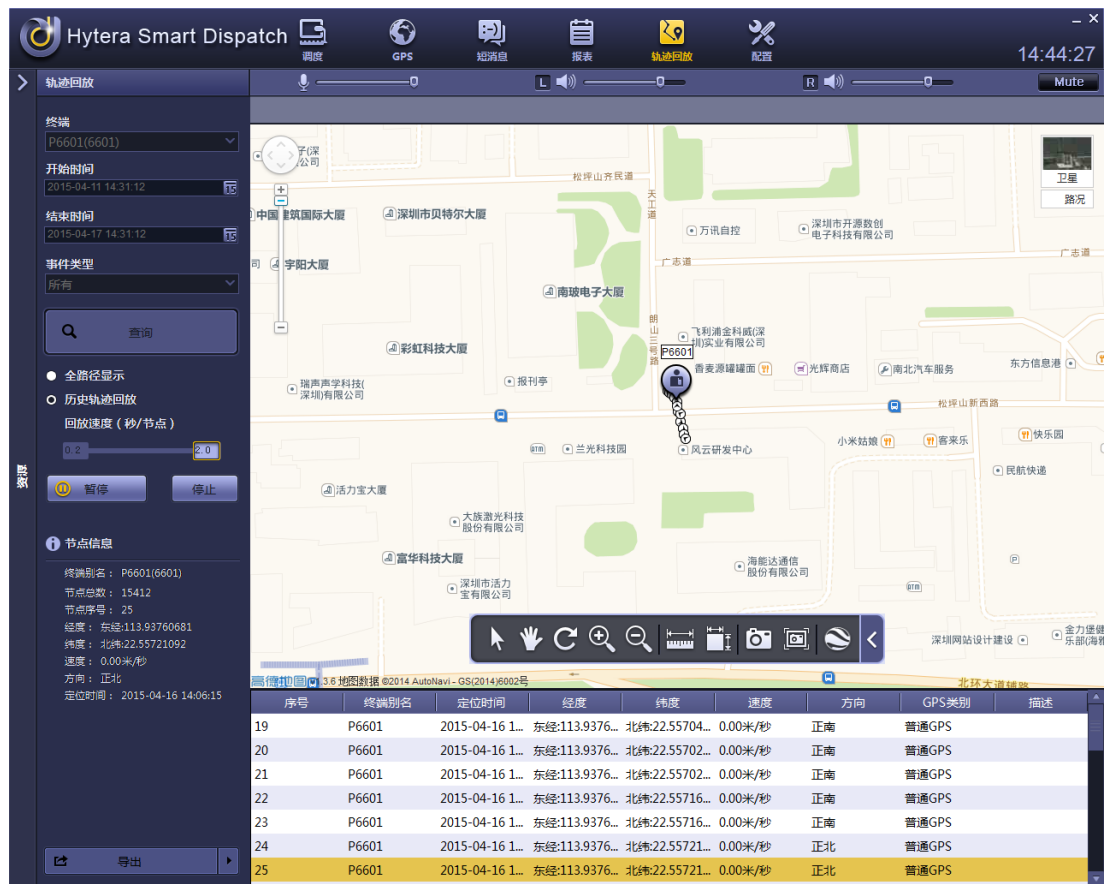 Hytera Smart Dispatch
调度
GPS
短消息
报表
轨迹回放
配置
14:44:27
轨迹回放
L
R
Mute
终端
P6601(6601)
开始时间
2015-04-11 14:31:12
15
结束时间
2015-04-17 14:31:12
15
事件类型
所有
查询
全路径显示
历史轨迹回放
回放速度（秒/节点）
0.2
2.0
暂停
停止
资源
节点信息
终端别名： P6601(6601)
节点总数： 15412
节点序号： 25
经度： 东经:113.93760681
纬度： 北纬:22.55721092
速度： 0.00米/秒
方向： 正北
定位时间： 2015-04-16 14:06:15
导出
子(深
公司
松坪山齐民道
卫星
路况
天工道
中国建筑国际大厦
深圳市贝特尔大厦
万讯自控
深圳市开源数创
电子科技有限公司
广志道
广志道
司
宇阳大厦
南玻电子大厦
朗山三号路
飞利浦金科威(深
圳)实业有限公司
P6601
彩虹科技大厦
香麦源罐罐面
光辉商店
南北汽车服务
东方信息港
瑞声声学科技(
深圳)有限公司
报刊亭
松坪山新西路
atm
兰光科技园
风云研发中心
小米姑娘
客来乐
快乐园
民航快递
活力宝大厦
大族激光科技
股份有限公司
富华科技大厦
深圳市活力
宝有限公司
海能达通信
股份有限公司
P
atm
深圳网站设计建设
金力堡健
乐部(海雅
北环大道辅路
高德地图
1.3.6 地图数据 ©2014 AutoNavi - GS(2014)6002号
序号 终端别名 定位时间 经度 纬度 速度 方向 GPS类别 描述
19 P6601 2015-04-16 1... 东经:113.9376... 北纬:22.55704... 0.00米/秒 正南 普通GPS
20 P6601 2015-04-16 1... 东经:113.9376... 北纬:22.55702... 0.00米/秒 正南 普通GPS
21 P6601 2015-04-16 1... 东经:113.9376... 北纬:22.55702... 0.00米/秒 正南 普通GPS
22 P6601 2015-04-16 1... 东经:113.9376... 北纬:22.55716... 0.00米/秒 正南 普通GPS
23 P6601 2015-04-16 1... 东经:113.9376... 北纬:22.55716... 0.00米/秒 正南 普通GPS
24 P6601 2015-04-16 1... 东经:113.9376... 北纬:22.55721... 0.00米/秒 正北 普通GPS
25 P6601 2015-04-16 1... 东经:113.9376... 北纬:22.55721... 0.00米/秒 正北 普通GPS